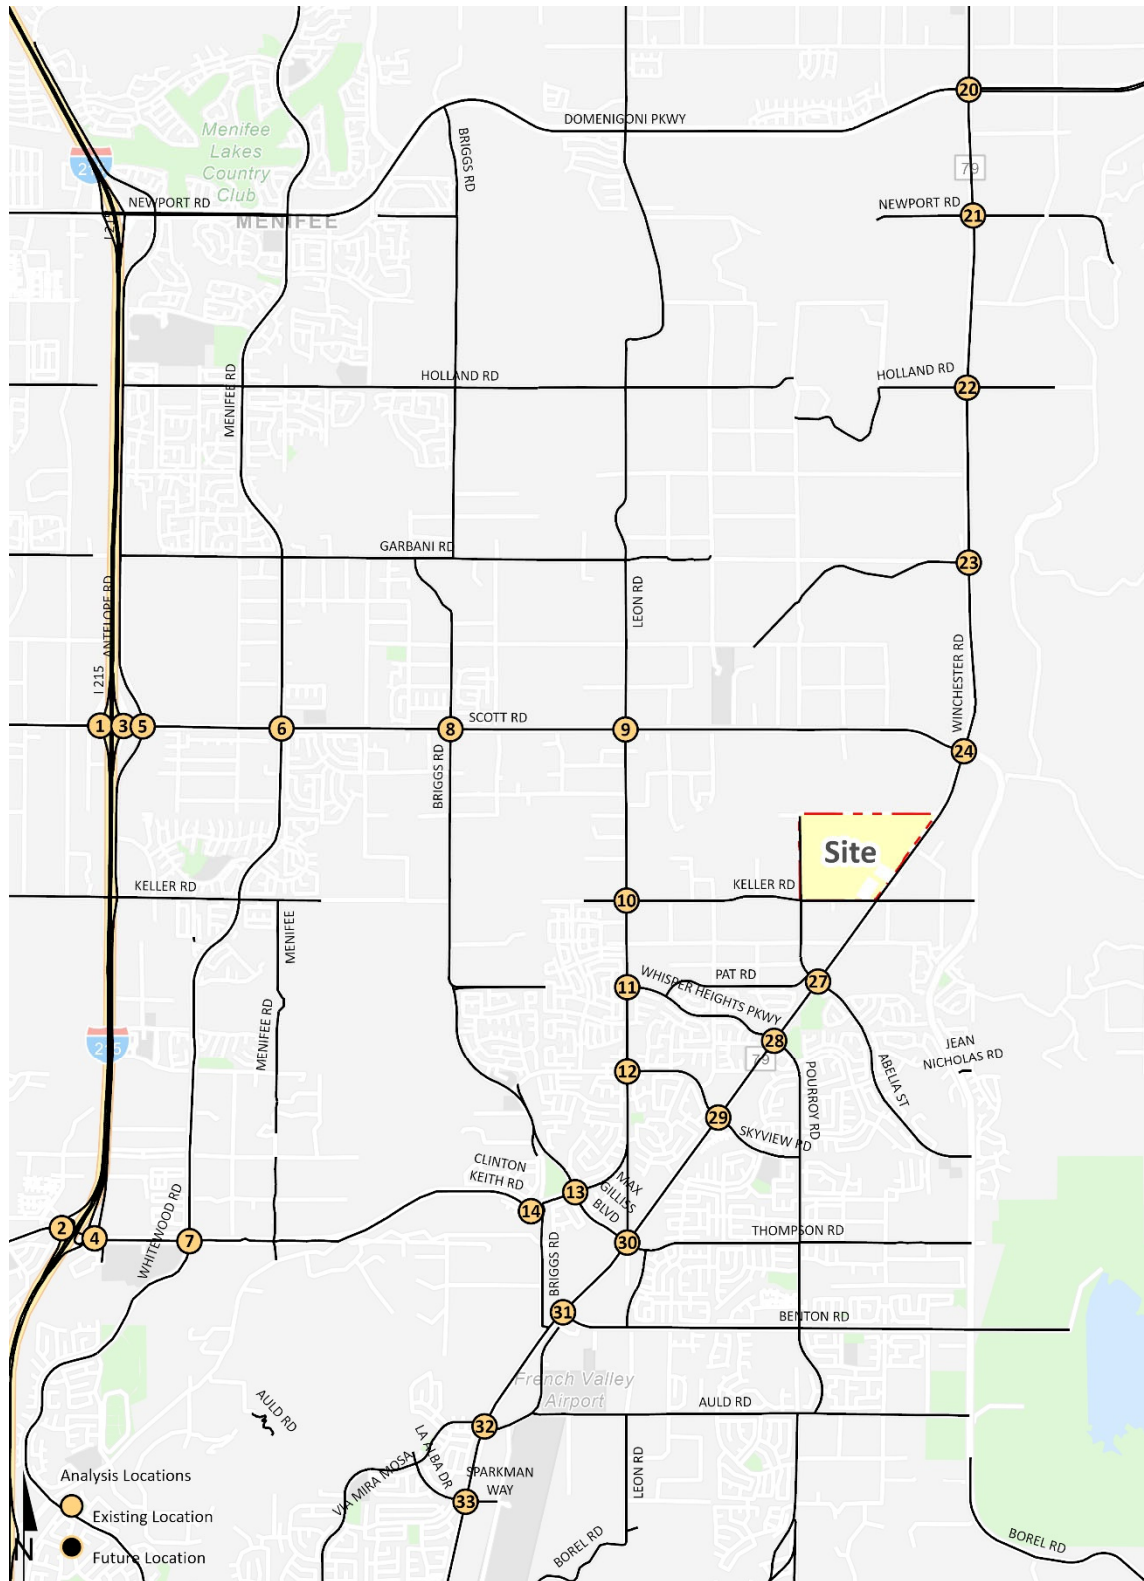 20
DOMENIGONI PKWY
Menifee
Lakes
Country
Club
BRIGGS RD
79
NEWPORT RD
I 215
MENIFEE
NEWPORT RD
21
MENIFEE RD
HOLLAND RD
HOLLAND RD
22
GARBANI RD
23
ANTELOPE RD
LEON RD
I 215
WINCHESTER RD
1
3
5
6
8
SCOTT RD
9
24
BRIGGS RD
Site
KELLER RD
KELLER RD
10
MENIFEE
27
PAT RD
11
WHISPER HEIGHTS PKWY
MENIFEE RD
215
28
79
JEAN
NICHOLAS RD
12
ABELIA ST
POURROY RD
29
SKYVIEW RD
CLINTON
KEITH RD
13
MAX
GILLISS
BLVD
14
WHITEWOOD RD
2
4
7
30
THOMPSON RD
BRIGGS RD
31
BENTON RD
French Valley
Airport
AULD RD
AULD RD
32
LA ALBA DR
VIA MIRA MOSA
SPARKMAN
WAY
33
LEON RD
BOREL RD
BOREL RD
Analysis Locations
Existing Location
Future Location
N